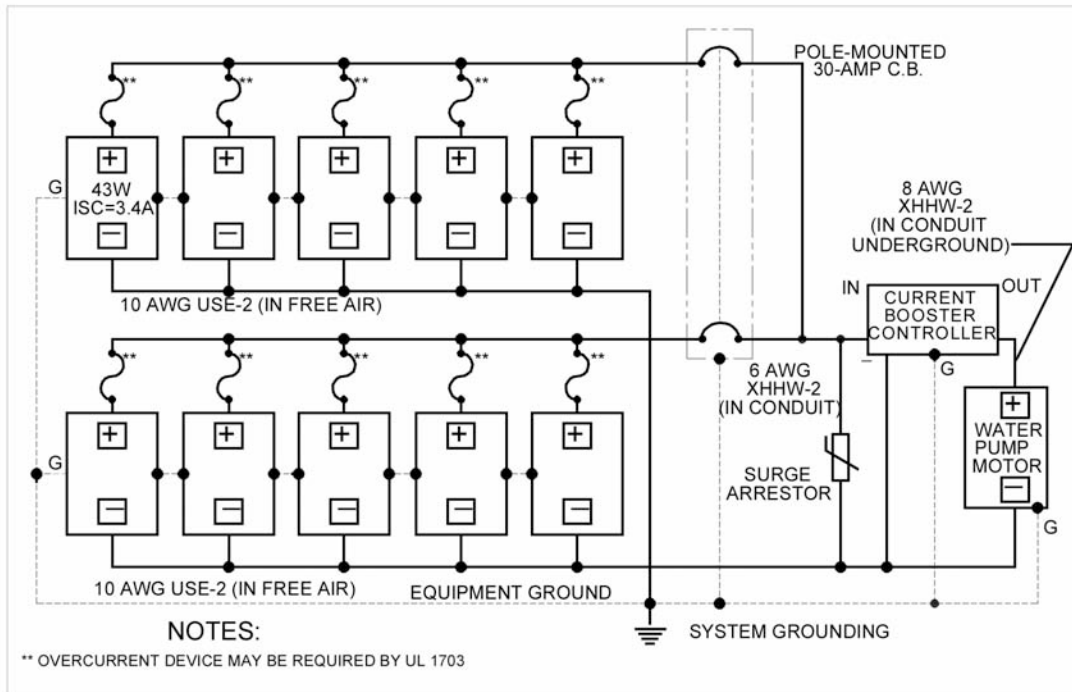 POLE-MOUNTED
30-AMP C.B.
**
**
**
**
**
+
+
+
+
+
G
43W
ISC=3.4A
−
−
−
−
−
8 AWG
XHHW-2
(IN CONDUIT
UNDERGROUND)
10 AWG USE-2 (IN FREE AIR)
IN
OUT
CURRENT
BOOSTER
CONTROLLER
−
G
**
**
**
**
**
6 AWG
XHHW-2
(IN CONDUIT)
+
+
+
+
+
+
WATER
PUMP
MOTOR
−
G
G
SURGE
ARRESTOR
−
−
−
−
−
10 AWG USE-2 (IN FREE AIR)
EQUIPMENT GROUND
SYSTEM GROUNDING
NOTES:
** OVERCURRENT DEVICE MAY BE REQUIRED BY UL 1703